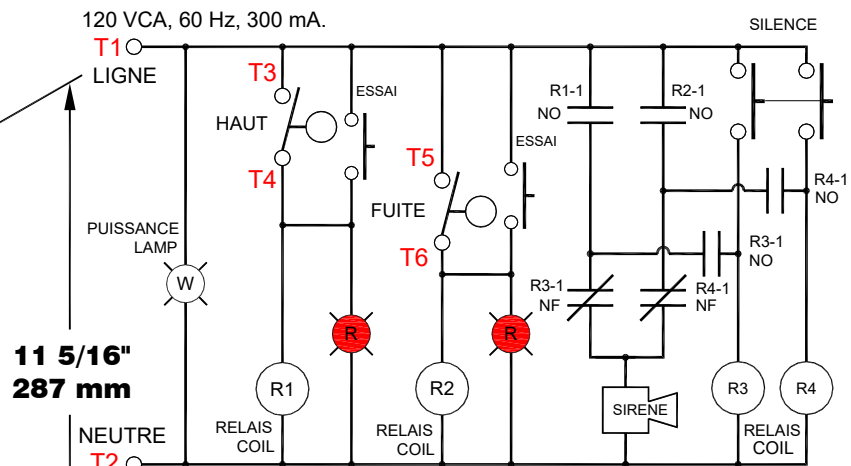 120 VCA, 60 Hz, 300 mA.
SILENCE
T1
LIGNE
T3
HAUT
T4
ESSAI
T5
FUITE
T6
ESSAI
R1-1
NO
R2-1
NO
R4-1
NO
R3-1
NO
R3-1
NF
R4-1
NF
PUISSANCE
LAMP
W
R
R
11 5/16"
287 mm
R1
R2
SIRENE
R3
R4
RELAIS
COIL
RELAIS
COIL
RELAIS
COIL
NEUTRE
T2